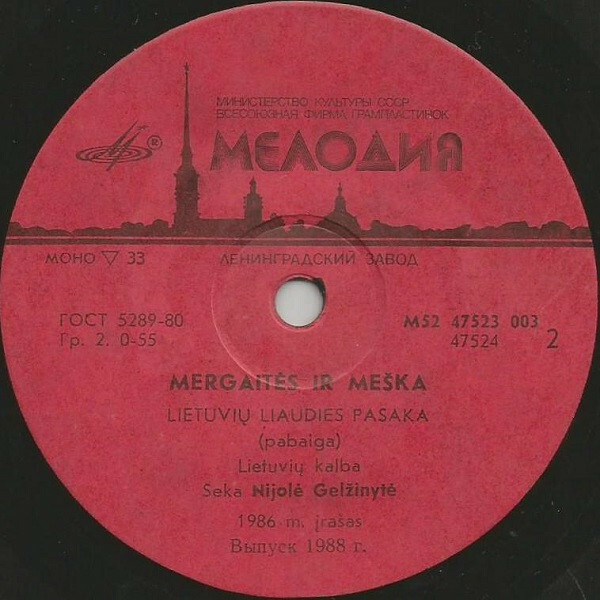 МИНИСТЕРСТВО КУЛЬТУРЫ СССР
ВСЕСОЮЗНАЯ ФИРМА ГРАМПЛАСТИНОК
®
МЕЛОДИЯ
МОНО ▽ 33
ЛЕНИНГРАДСКИЙ ЗАВОД
ГОСТ 5289-80
Гр. 2. 0-55
М52 47523 003
47524 2
MERGAITĖS IR MEŠKA
LIETUVIŲ LIAUDIES PASAKA
(pabaiga)
Lietuvių kalba
Seka Nijolė Gelžinytė
1986 m. įrašas
Выпуск 1988 г.